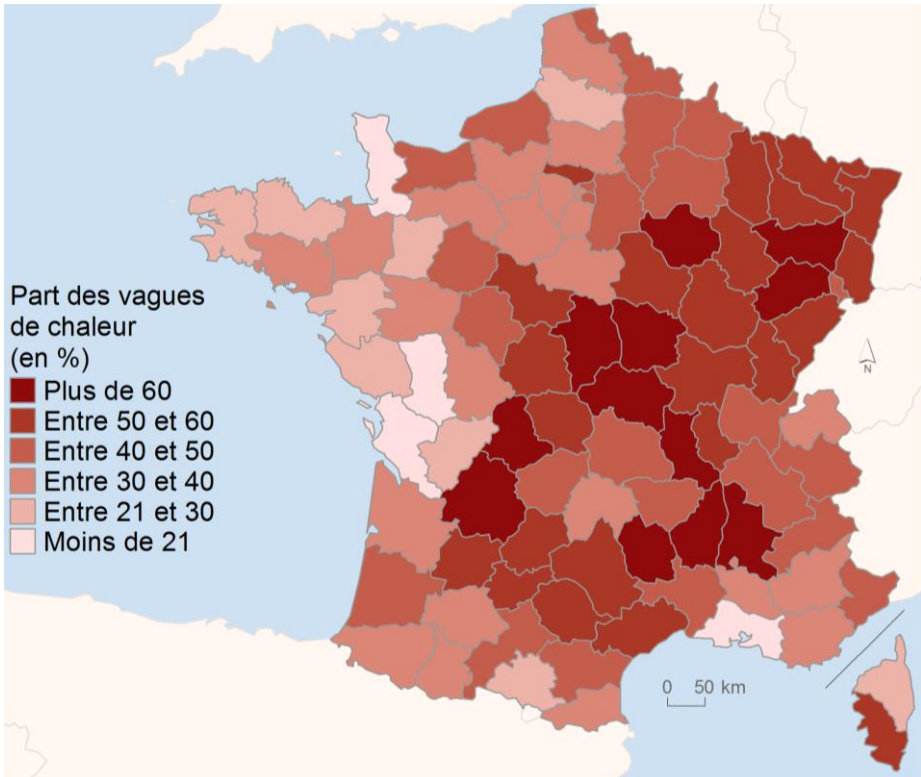 Part des vagues
de chaleur
(en %)
Plus de 60
Entre 50 et 60
Entre 40 et 50
Entre 30 et 40
Entre 21 et 30
Moins de 21
N
0 50 km